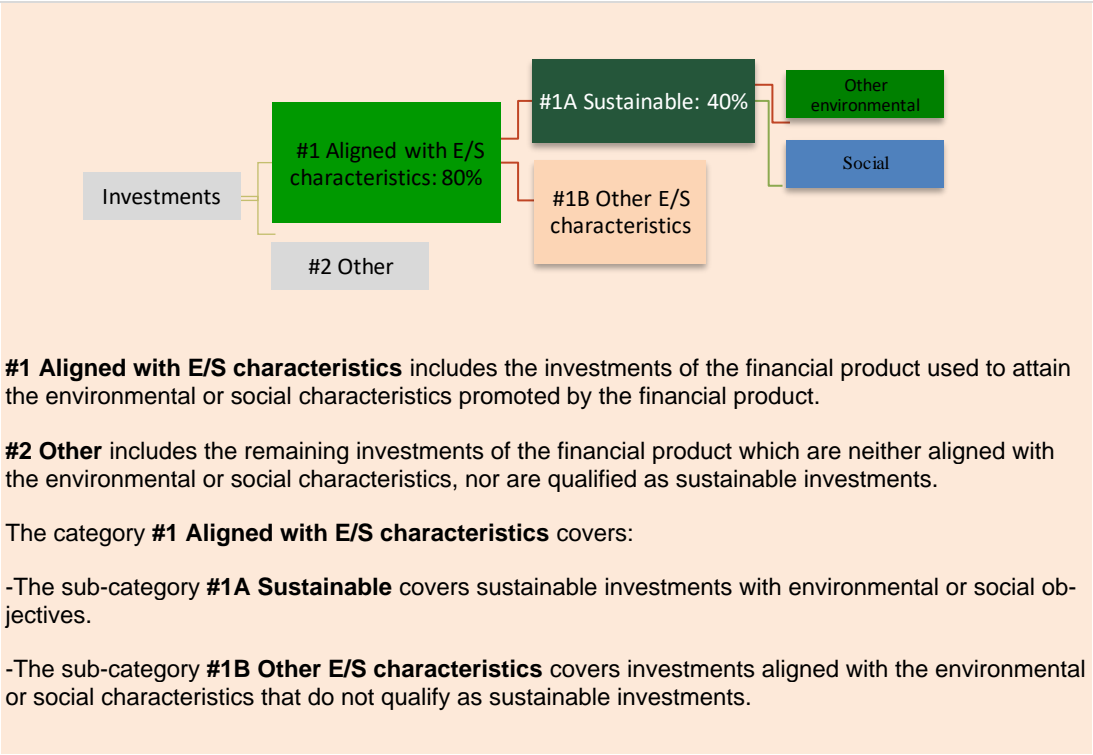 Investments
#1 Aligned with E/S
characteristics: 80%
#2 Other
#1A Sustainable: 40%
#1B Other E/S
characteristics
Other
environmental
Social
#1 Aligned with E/S characteristics includes the investments of the financial product used to attain
the environmental or social characteristics promoted by the financial product.
#2 Other includes the remaining investments of the financial product which are neither aligned with
the environmental or social characteristics, nor are qualified as sustainable investments.
The category #1 Aligned with E/S characteristics covers:
-The sub-category #1A Sustainable covers sustainable investments with environmental or social ob-
jectives.
-The sub-category #1B Other E/S characteristics covers investments aligned with the environmental
or social characteristics that do not qualify as sustainable investments.